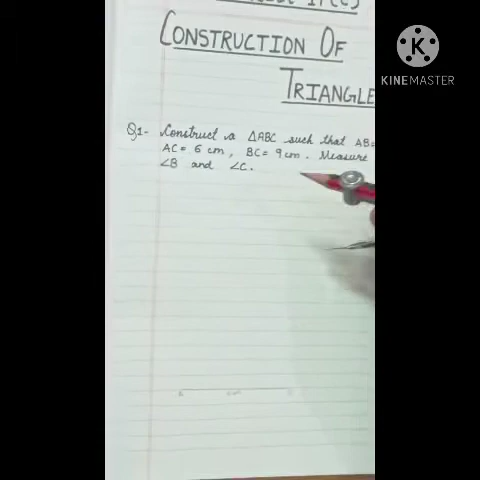 CONSTRUCTION OF
TRIANGLE
Q1- Construct a ΔABC such that AB=
AC= 6 cm, BC= 9 cm. Measure
∠B and ∠C.
K
KINEMASTER